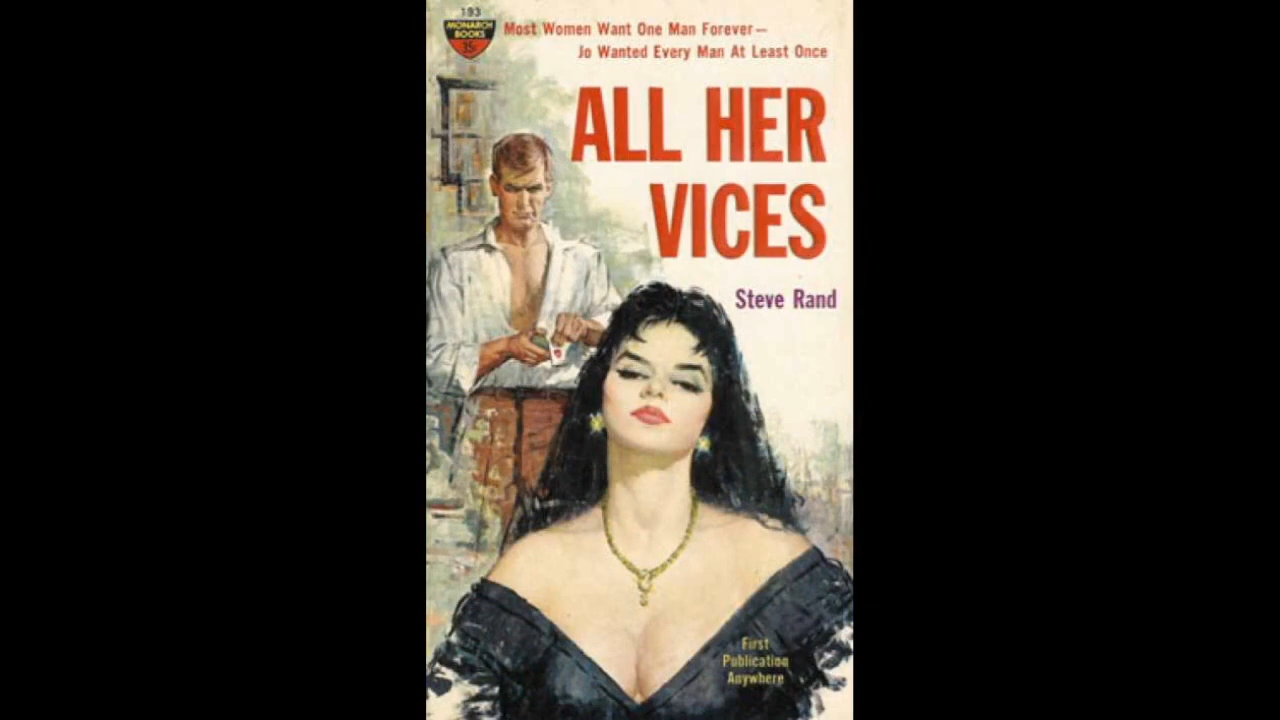 193
MONARCH
BOOKS
35¢
Most Women Want One Man Forever—
Jo Wanted Every Man At Least Once
ALL HER
VICES
Steve Rand
First
Publication
Anywhere